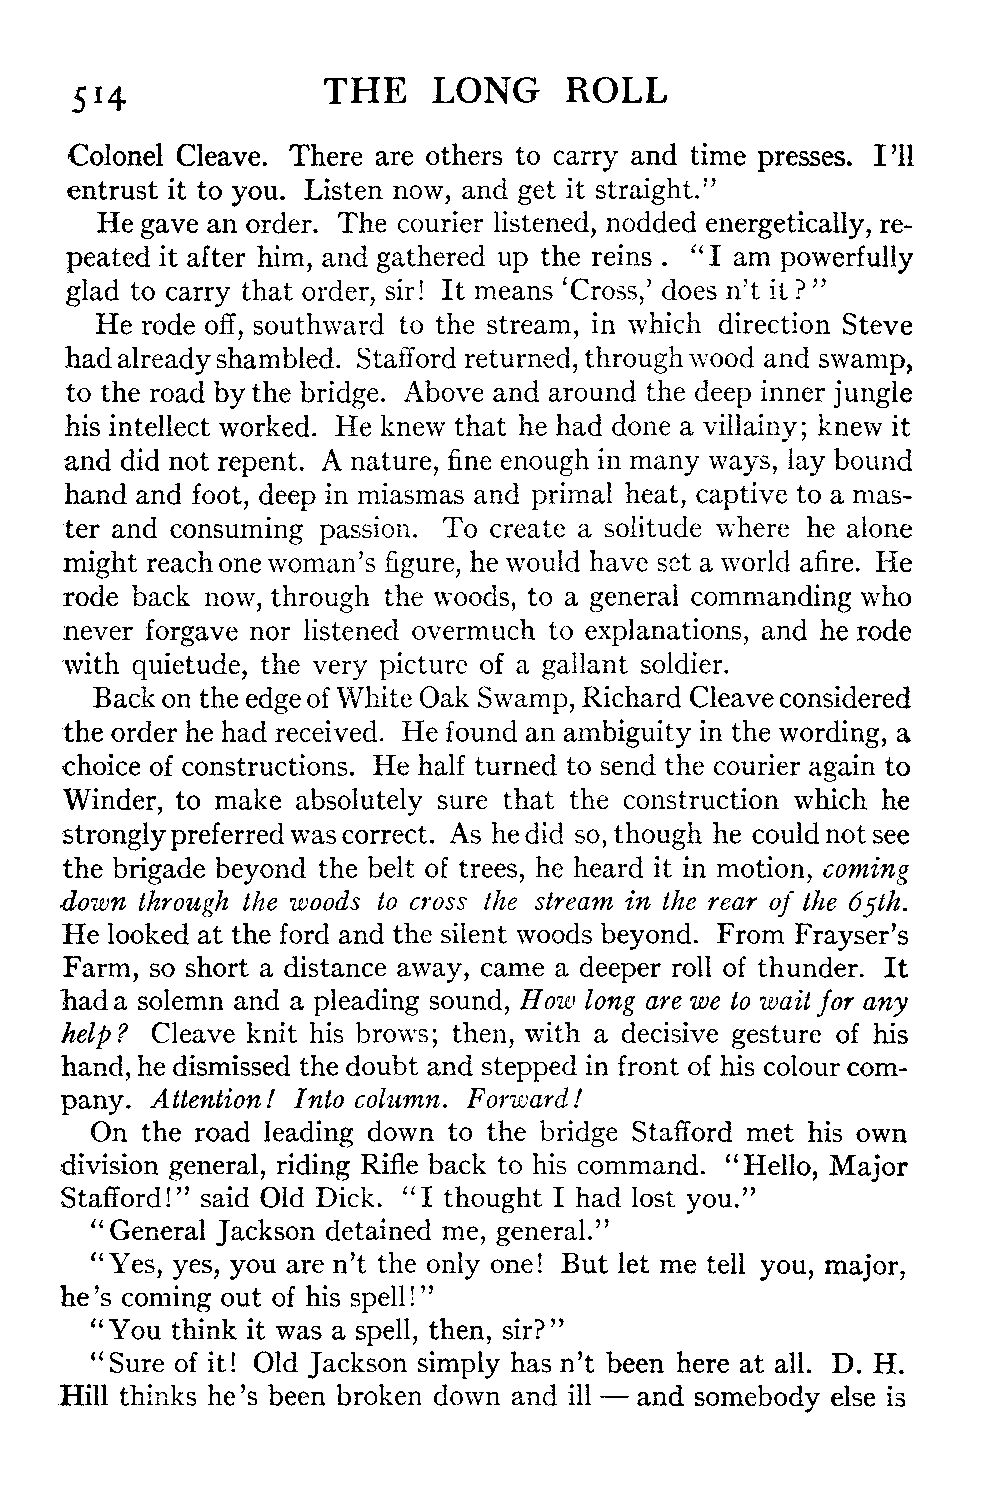 514 THE LONG ROLL
Colonel Cleave. There are others to carry and time presses. I'll
entrust it to you. Listen now, and get it straight."
He gave an order. The courier listened, nodded energetically, re-
peated it after him, and gathered up the reins . "I am powerfully
glad to carry that order, sir! It means 'Cross,' does n't it?"
He rode off, southward to the stream, in which direction Steve
had already shambled. Stafford returned, through wood and swamp,
to the road by the bridge. Above and around the deep inner jungle
his intellect worked. He knew that he had done a villainy; knew it
and did not repent. A nature, fine enough in many ways, lay bound
hand and foot, deep in miasmas and primal heat, captive to a mas-
ter and consuming passion. To create a solitude where he alone
might reach one woman's figure, he would have set a world afire. He
rode back now, through the woods, to a general commanding who
never forgave nor listened overmuch to explanations, and he rode
with quietude, the very picture of a gallant soldier.
Back on the edge of White Oak Swamp, Richard Cleave considered
the order he had received. He found an ambiguity in the wording, a
choice of constructions. He half turned to send the courier again to
Winder, to make absolutely sure that the construction which he
strongly preferred was correct. As he did so, though he could not see
the brigade beyond the belt of trees, he heard it in motion, coming
down through the woods to cross the stream in the rear of the 65th.
He looked at the ford and the silent woods beyond. From Frayser's
Farm, so short a distance away, came a deeper roll of thunder. It
had a solemn and a pleading sound, How long are we to wait for any
help? Cleave knit his brows; then, with a decisive gesture of his
hand, he dismissed the doubt and stepped in front of his colour com-
pany. Attention! Into column. Forward!
On the road leading down to the bridge Stafford met his own
division general, riding Rifle back to his command. "Hello, Major
Stafford!" said Old Dick. "I thought I had lost you."
"General Jackson detained me, general."
"Yes, yes, you are n't the only one! But let me tell you, major,
he's coming out of his spell!"
"You think it was a spell, then, sir?"
"Sure of it! Old Jackson simply has n't been here at all. D. H.
Hill thinks he's been broken down and ill — and somebody else is